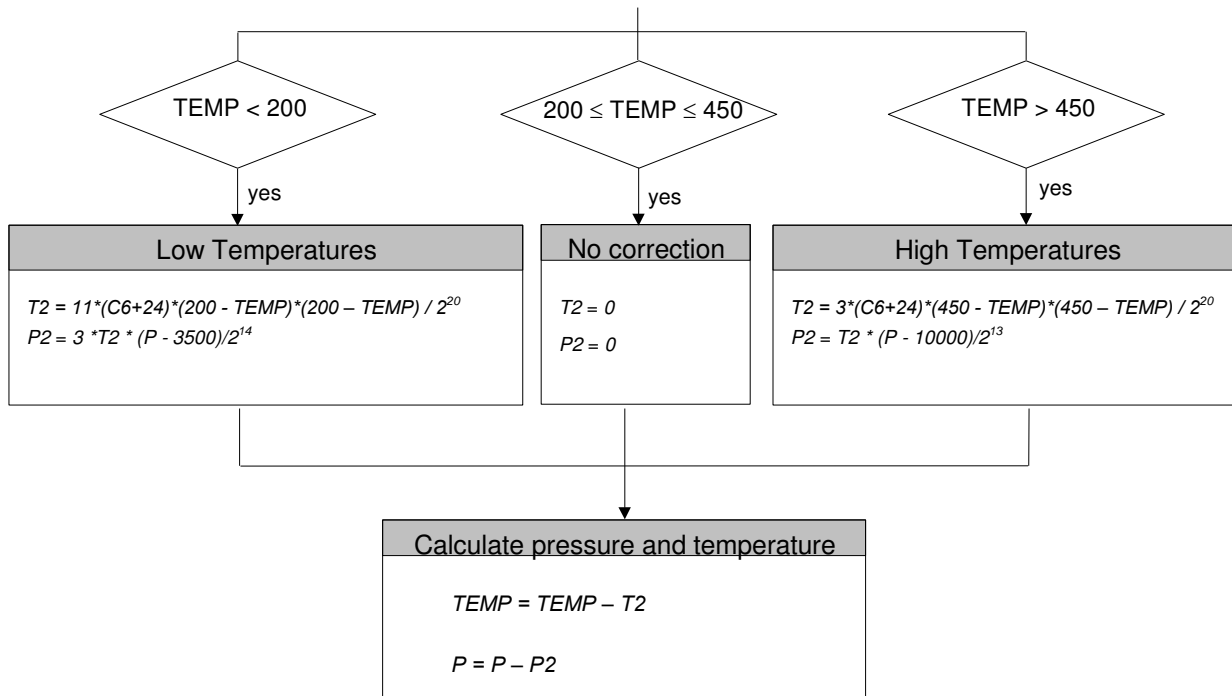 TEMP < 200
200 ≤ TEMP ≤ 450
TEMP > 450
yes
yes
yes
Low Temperatures
T2 = 11*(C6+24)*(200 - TEMP)*(200 – TEMP) / 2^20
P2 = 3 *T2 * (P - 3500)/2^14
No correction
T2 = 0
P2 = 0
High Temperatures
T2 = 3*(C6+24)*(450 - TEMP)*(450 – TEMP) / 2^20
P2 = T2 * (P - 10000)/2^13
Calculate pressure and temperature
TEMP = TEMP – T2
P = P – P2